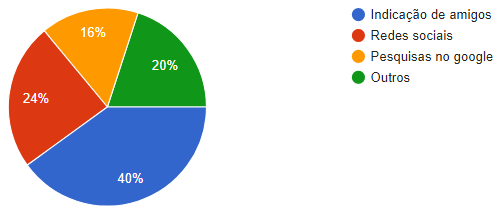 16%
20%
24%
40%
Indicação de amigos
Redes sociais
Pesquisas no google
Outros